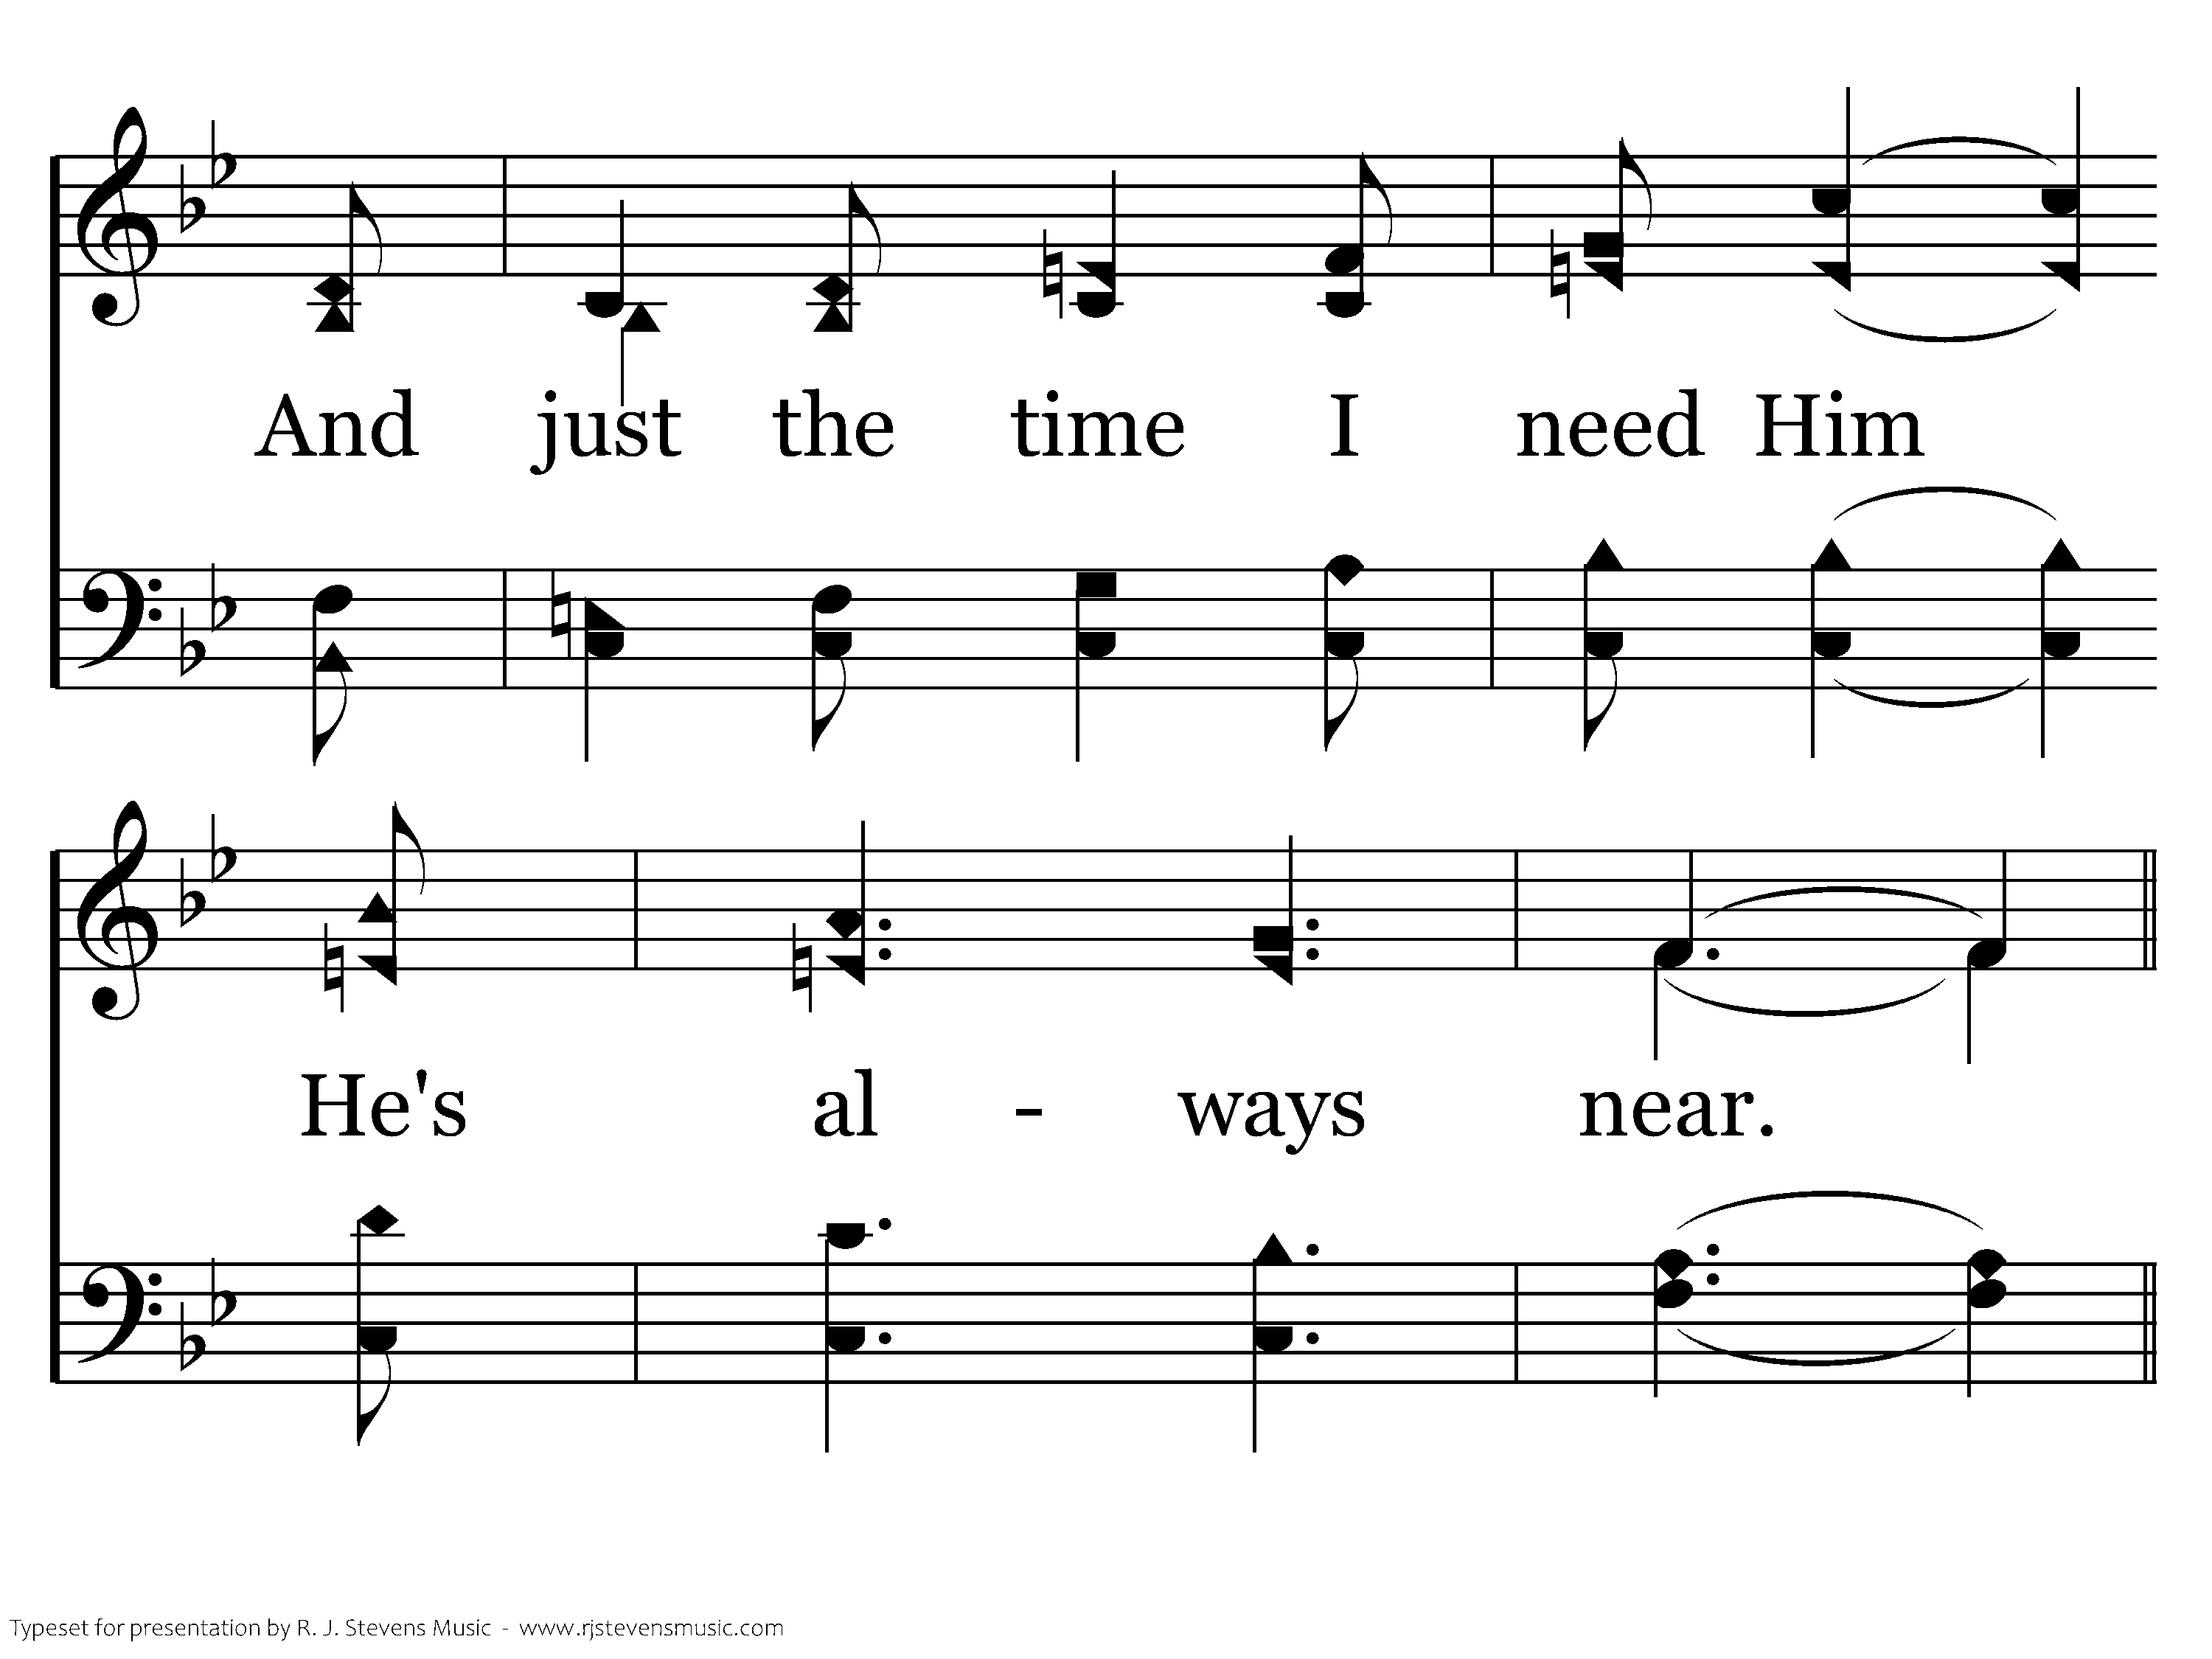 And just the time I need Him
He's al - ways near.
Typeset for presentation by R. J. Stevens Music - www.rjstevensmusic.com